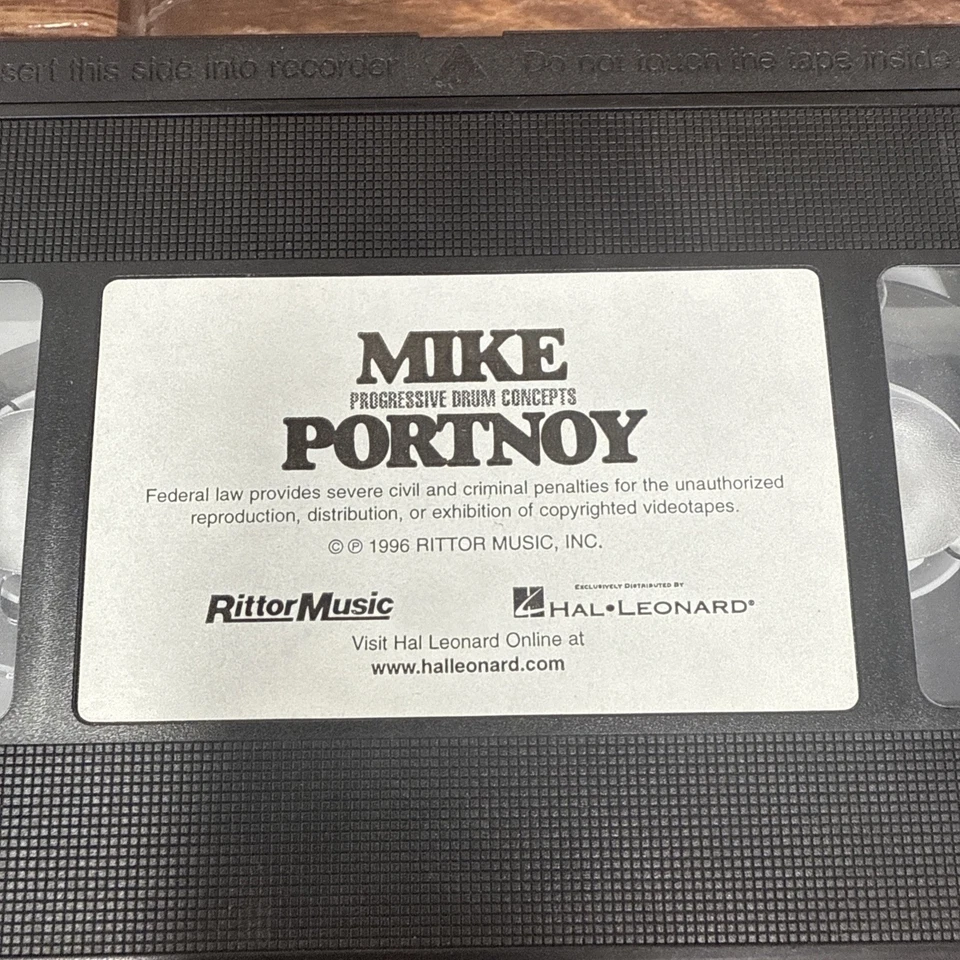 this side into recorder Do not touch the tape inside
MIKE
PROGRESSIVE DRUM CONCEPTS
PORTNOY
Federal law provides severe civil and criminal penalties for the unauthorized
reproduction, distribution, or exhibition of copyrighted videotapes.
© ℗ 1996 RITTOR MUSIC, INC.
Rittor Music
EXCLUSIVELY DISTRIBUTED BY
HAL•LEONARD®
Visit Hal Leonard Online at
www.halleonard.com